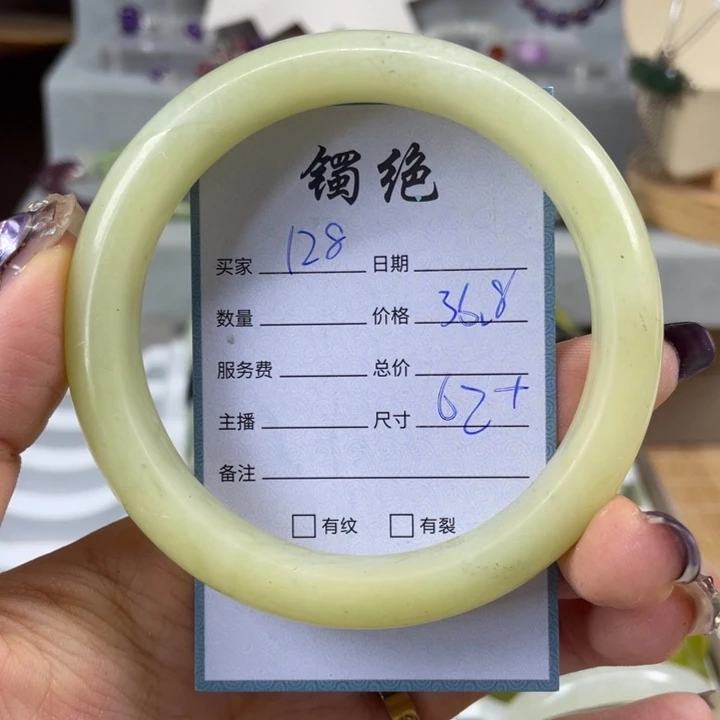 镯绝
买家 128 日期
数量 价格 36.8
服务费 总价
主播 尺寸 62+
备注
□有纹 □有裂